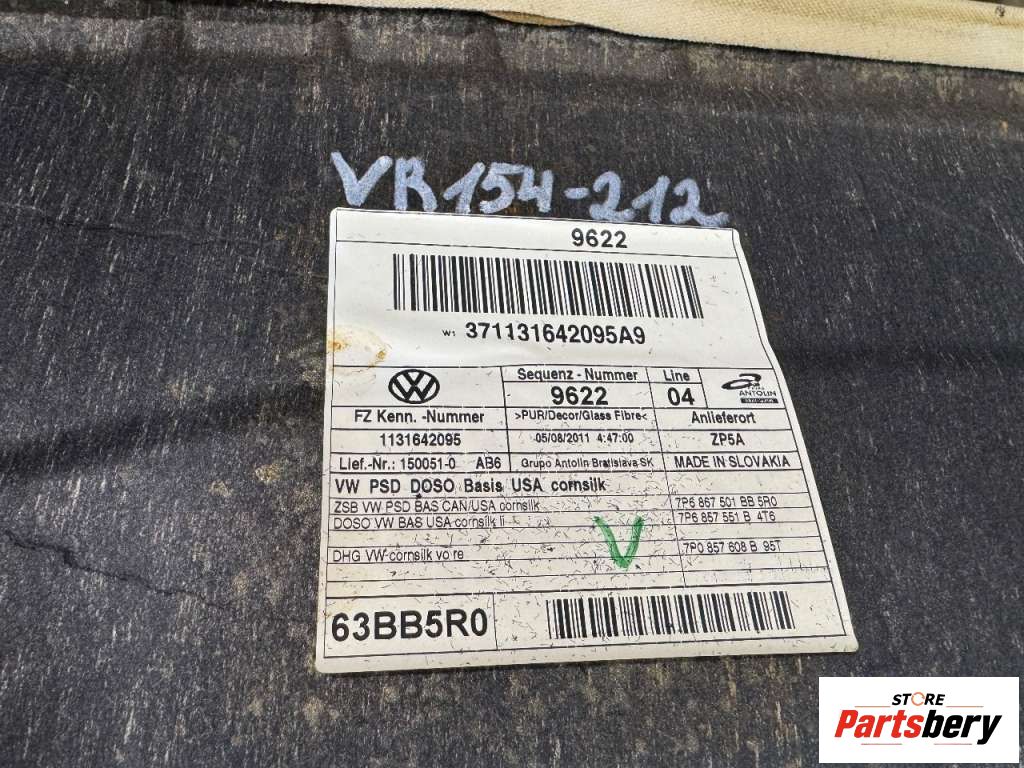 VR154-212
9622
W1 371131642095A9
Sequenz - Nummer
Line
9622
04
ANTOLIN
FZ Kenn. -Nummer
>PUR/Decor/Glass Fibre<
Anlieferort
1131642095
05/08/2011 4:47:00
ZP5A
Lief.-Nr.: 150051-0 AB6
Grupo Antolin Bratislava SK
MADE IN SLOVAKIA
VW PSD DOSO Basis USA cornsilk
ZSB VW PSD BAS CAN/USA cornsilk
7P6 867 501 BB 5R0
DOSO VW BAS USA cornsilk li
7P6 857 551 B 4T6
DHG VW-cornsilk vo re
7P0 857 608 B 95T
V
63BB5R0
STORE
Partsbery